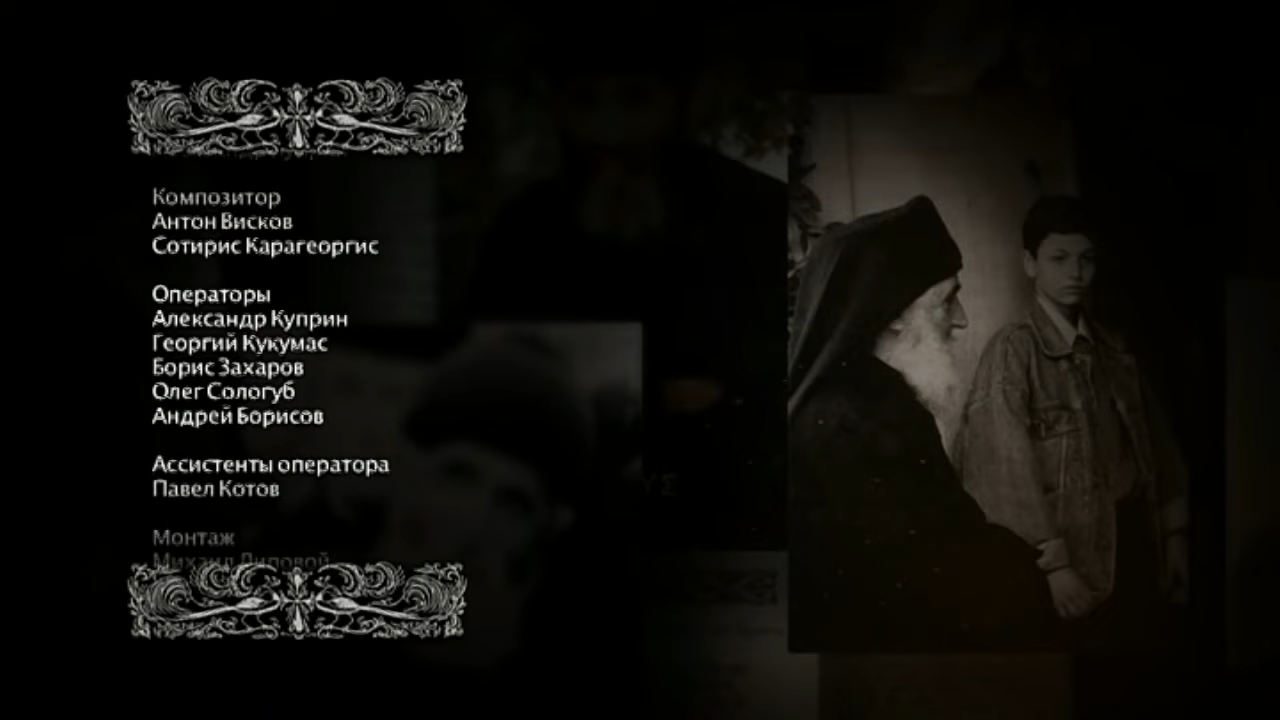 Композитор
Антон Висков
Сотирис Карагеоргис
Операторы
Александр Куприн
Георгий Кукумас
Борис Захаров
Олег Сологуб
Андрей Борисов
Ассистенты оператора
Павел Котов
Монтаж
Михаил